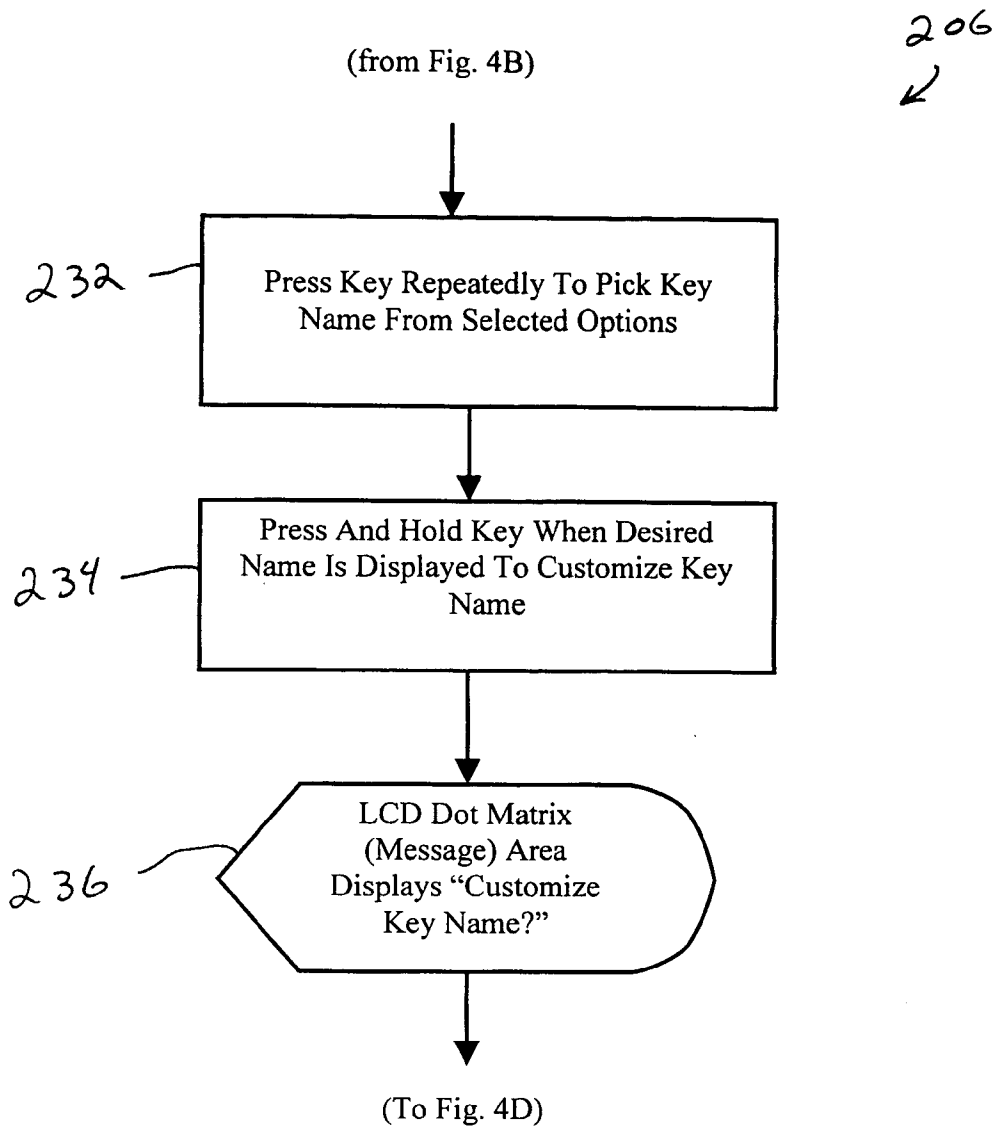 206
(from Fig. 4B)
232
Press Key Repeatedly To Pick Key
Name From Selected Options
234
Press And Hold Key When Desired
Name Is Displayed To Customize Key
Name
236
LCD Dot Matrix
(Message) Area
Displays “Customize
Key Name?”
(To Fig. 4D)